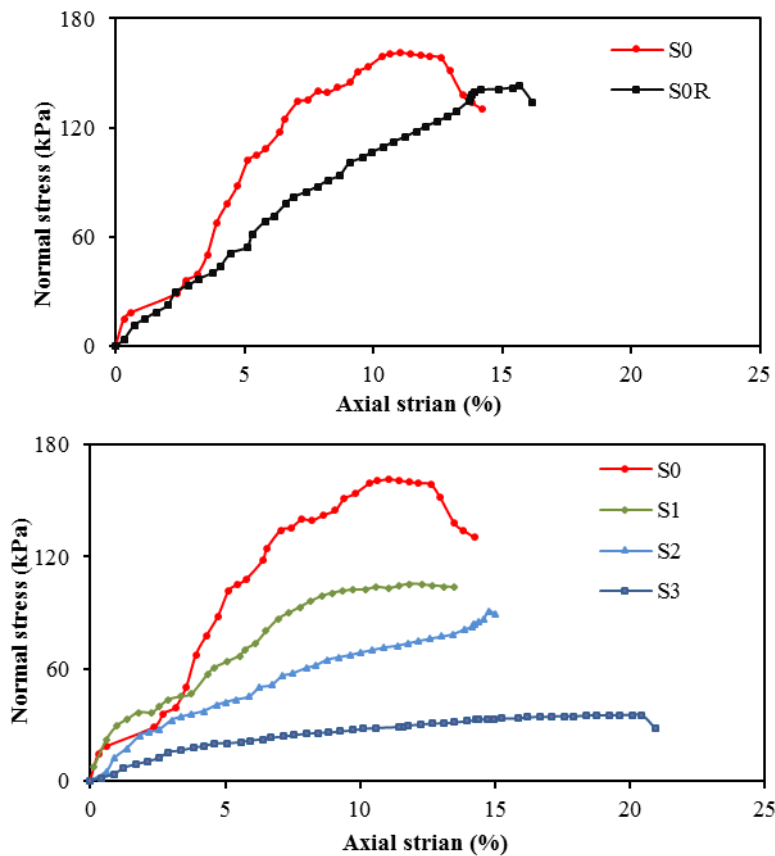 180
120
60
0
Normal stress (kPa)
S0
S0R
0 5 10 15 20 25
Axial strian (%)
180
120
60
0
Normal stress (kPa)
S0
S1
S2
S3
0 5 10 15 20 25
Axial strian (%)